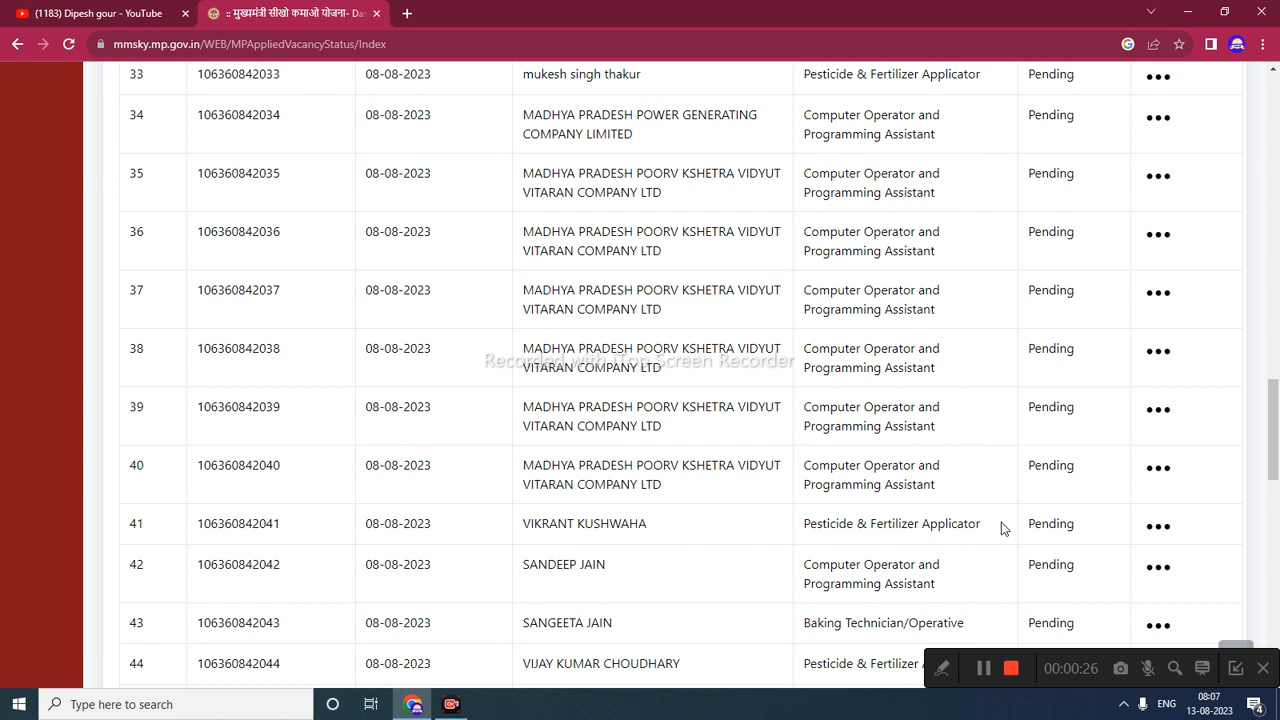 (1183) Dipesh gour - YouTube
:: मुख्यमंत्री सीखो कमाओ योजना- Da
mmsky.mp.gov.in/WEB/MPAppliedVacancyStatus/Index
33 106360842033 08-08-2023 mukesh singh thakur Pesticide & Fertilizer Applicator Pending
34 106360842034 08-08-2023 MADHYA PRADESH POWER GENERATING Computer Operator and Pending
COMPANY LIMITED Programming Assistant
35 106360842035 08-08-2023 MADHYA PRADESH POORV KSHETRA VIDYUT Computer Operator and Pending
VITARAN COMPANY LTD Programming Assistant
36 106360842036 08-08-2023 MADHYA PRADESH POORV KSHETRA VIDYUT Computer Operator and Pending
VITARAN COMPANY LTD Programming Assistant
37 106360842037 08-08-2023 MADHYA PRADESH POORV KSHETRA VIDYUT Computer Operator and Pending
VITARAN COMPANY LTD Programming Assistant
38 106360842038 08-08-2023 MADHYA PRADESH POORV KSHETRA VIDYUT Computer Operator and Pending
Recorded with iTop Screen Recorder
VITARAN COMPANY LTD Programming Assistant
39 106360842039 08-08-2023 MADHYA PRADESH POORV KSHETRA VIDYUT Computer Operator and Pending
VITARAN COMPANY LTD Programming Assistant
40 106360842040 08-08-2023 MADHYA PRADESH POORV KSHETRA VIDYUT Computer Operator and Pending
VITARAN COMPANY LTD Programming Assistant
41 106360842041 08-08-2023 VIKRANT KUSHWAHA Pesticide & Fertilizer Applicator Pending
42 106360842042 08-08-2023 SANDEEP JAIN Computer Operator and Pending
Programming Assistant
43 106360842043 08-08-2023 SANGEETA JAIN Baking Technician/Operative Pending
44 106360842044 08-08-2023 VIJAY KUMAR CHOUDHARY Pesticide & Fertilizer
00:00:26
Type here to search
ENG
08:07
13-08-2023
4